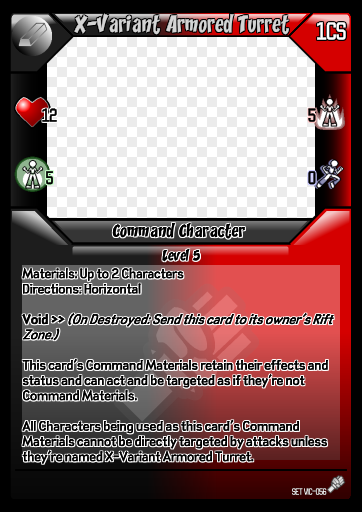 X-Variant Armored Turret
1CS
12
5
5
0
Command Character
Level 5
Materials: Up to 2 Characters
Directions: Horizontal
Void >> (On Destroyed: Send this card to its owner's Rift
Zone.)
This card's Command Materials retain their effects and
status and can act and be targeted as if they're not
Command Materials.
All Characters being used as this card's Command
Materials cannot be directly targeted by attacks unless
they're named X-Variant Armored Turret.
SET VIC-056